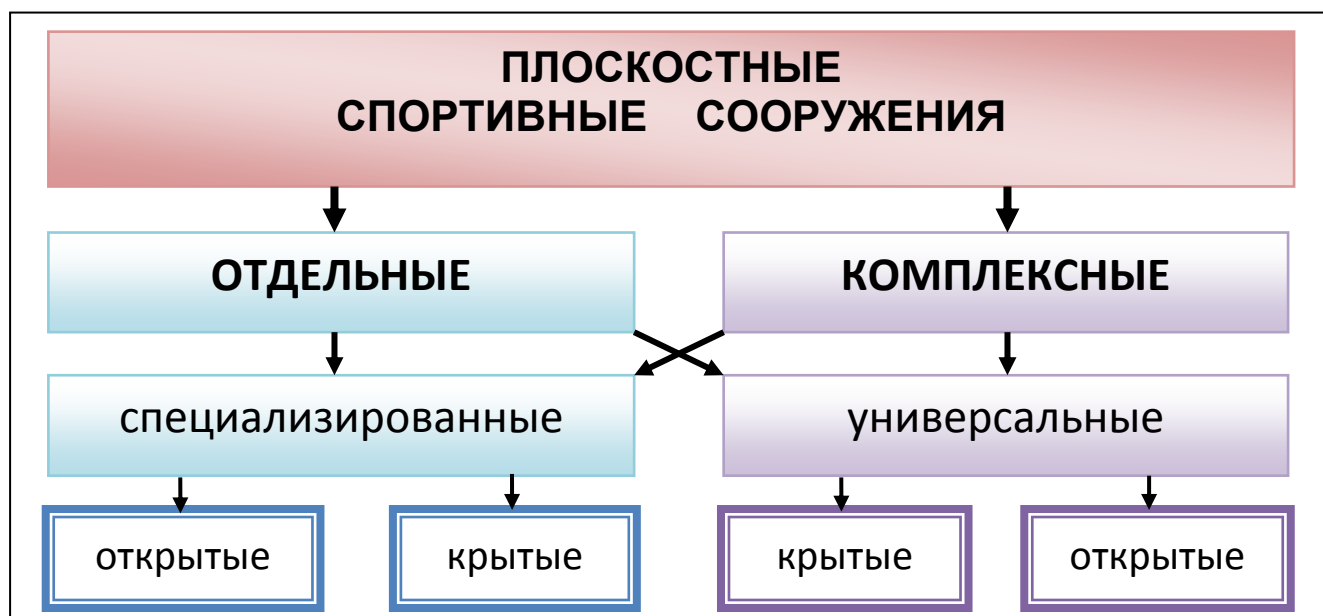 ПЛОСКОСТНЫЕ
СПОРТИВНЫЕ СООРУЖЕНИЯ
ОТДЕЛЬНЫЕ
КОМПЛЕКСНЫЕ
специализированные
универсальные
открытые
крытые
крытые
открытые